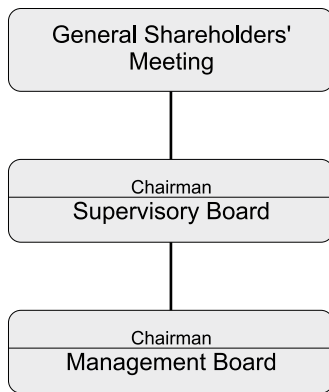 General Shareholders'
Meeting
Chairman
Supervisory Board
Chairman
Management Board